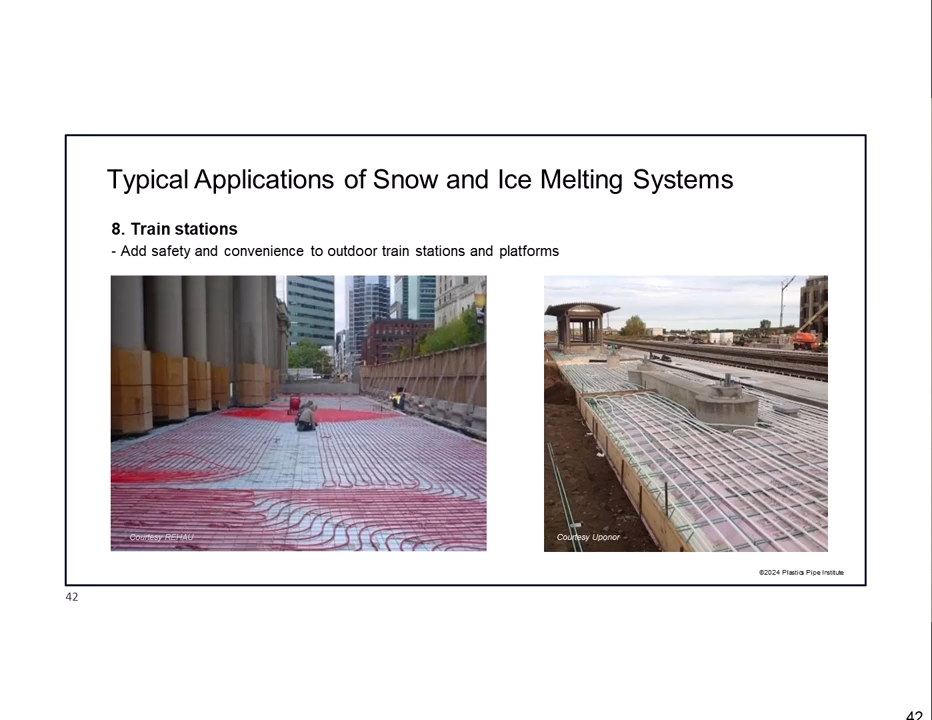 Typical Applications of Snow and Ice Melting Systems
8. Train stations
- Add safety and convenience to outdoor train stations and platforms
Courtesy REHAU
Courtesy Uponor
©2024 Plastics Pipe Institute
42
42